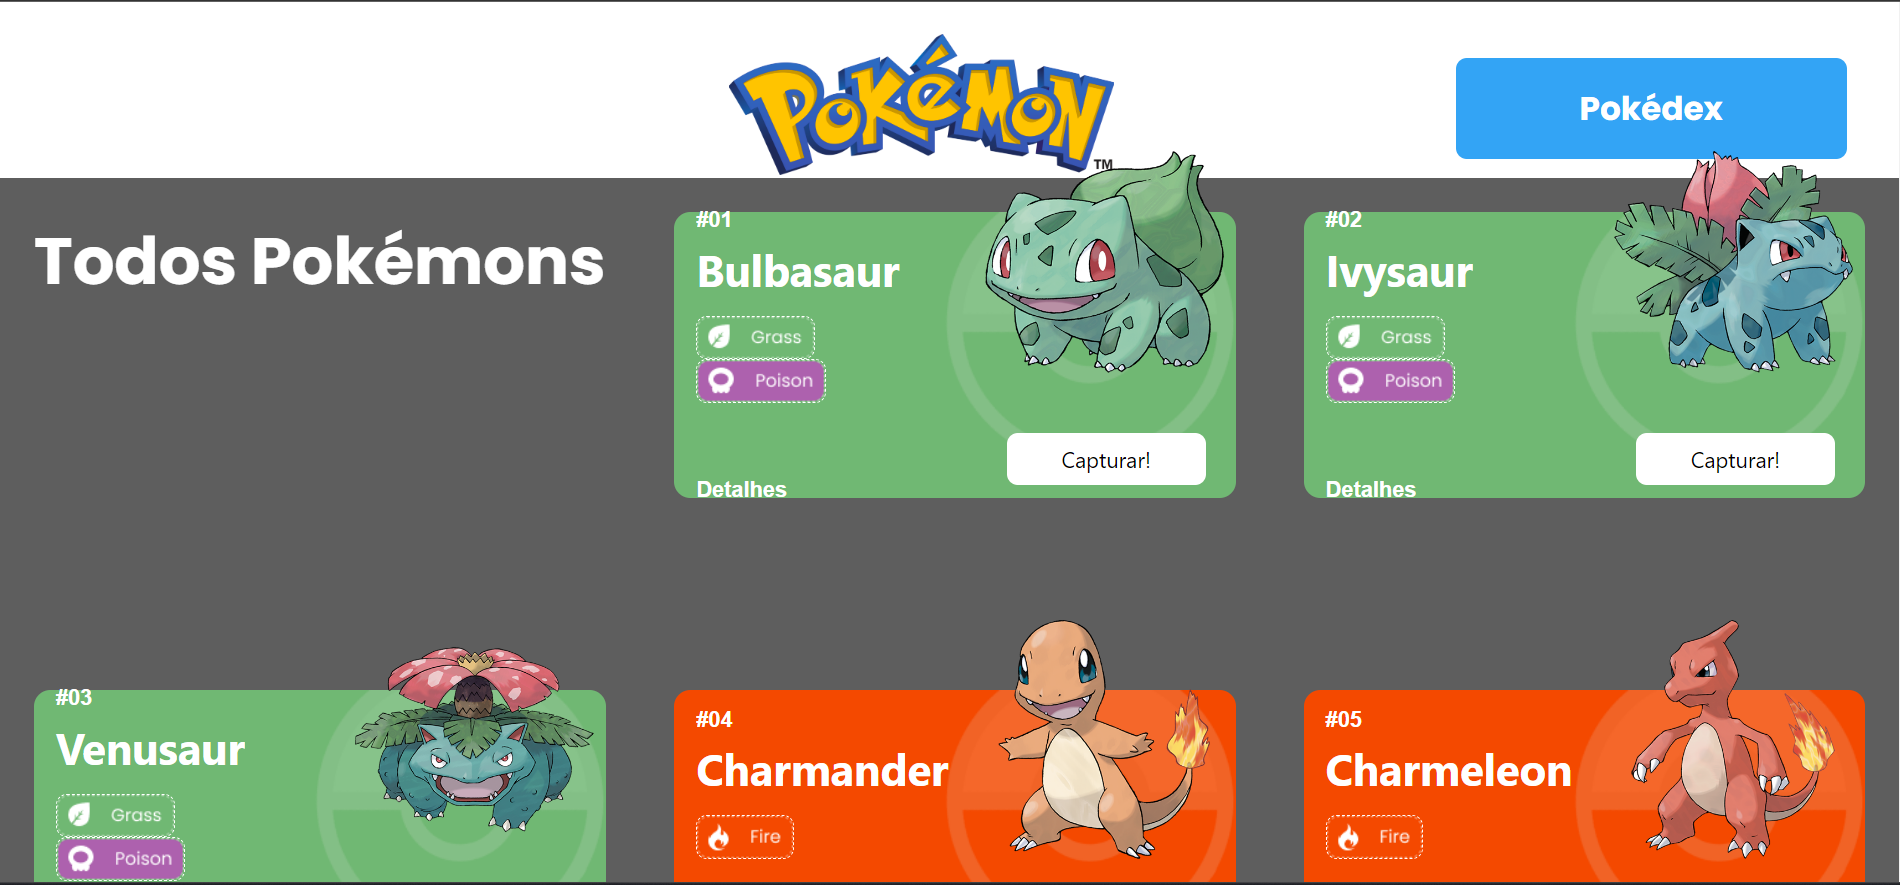 POKÉMON
TM
Pokédex
Todos Pokémons
#01
Bulbasaur
Grass
Poison
Capturar!
Detalhes
#02
Ivysaur
Grass
Poison
Capturar!
Detalhes
#03
Venusaur
Grass
Poison
#04
Charmander
Fire
#05
Charmeleon
Fire